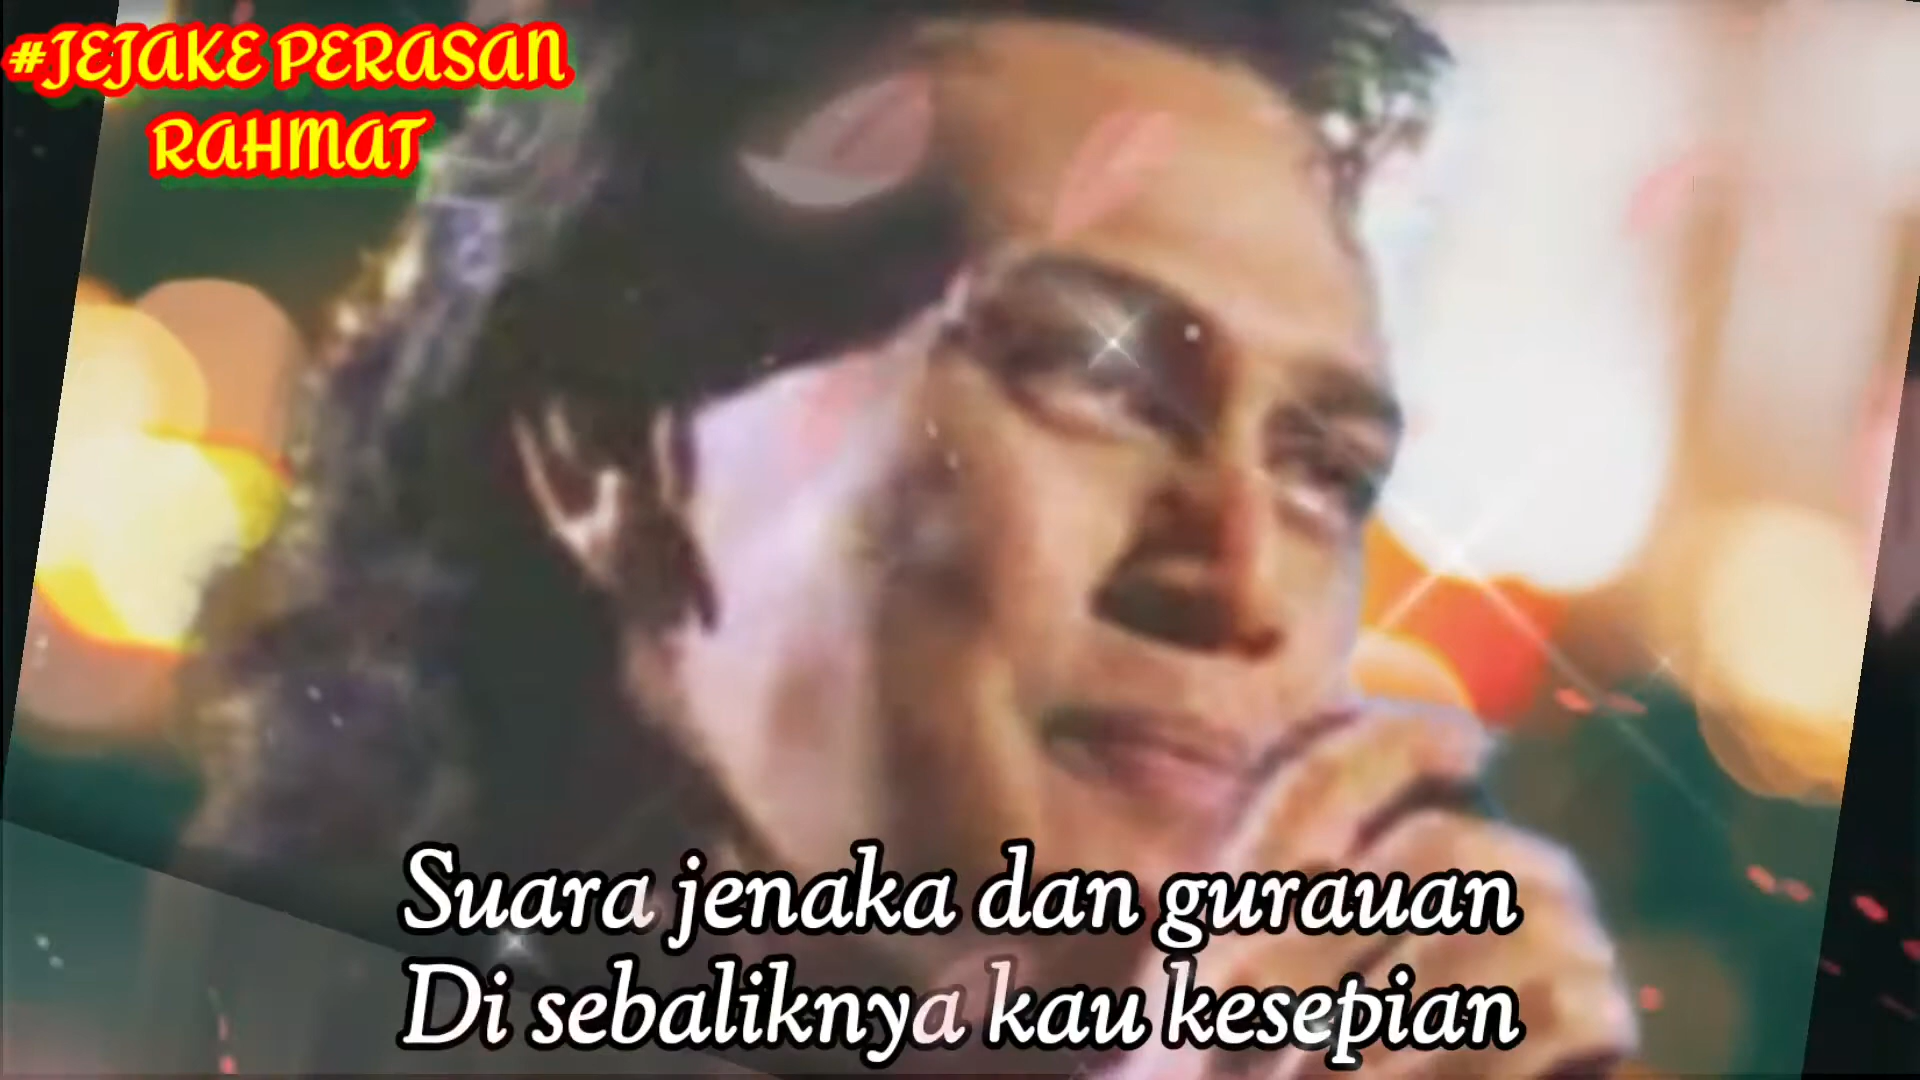 #JEJAKE PERASAN
RAHMAT
Suara jenaka dan gurauan
Di sebaliknya kau kesepian